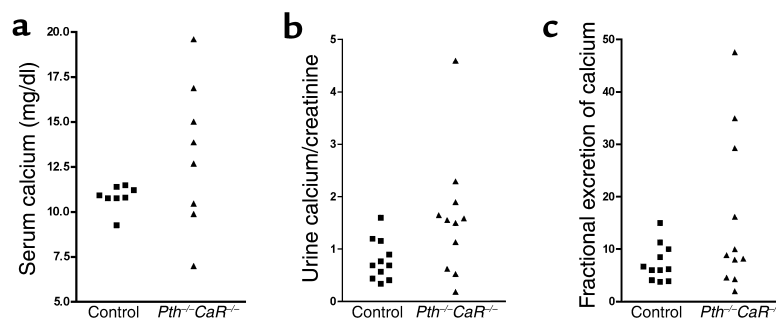 a
Serum calcium (mg/dl)
20.0
17.5
15.0
12.5
10.0
7.5
5.0
Control
Pth–/–CaR–/–
b
Urine calcium/creatinine
5
4
3
2
1
0
Control
Pth–/–CaR–/–
c
Fractional excretion of calcium
50
40
30
20
10
0
Control
Pth–/–CaR–/–